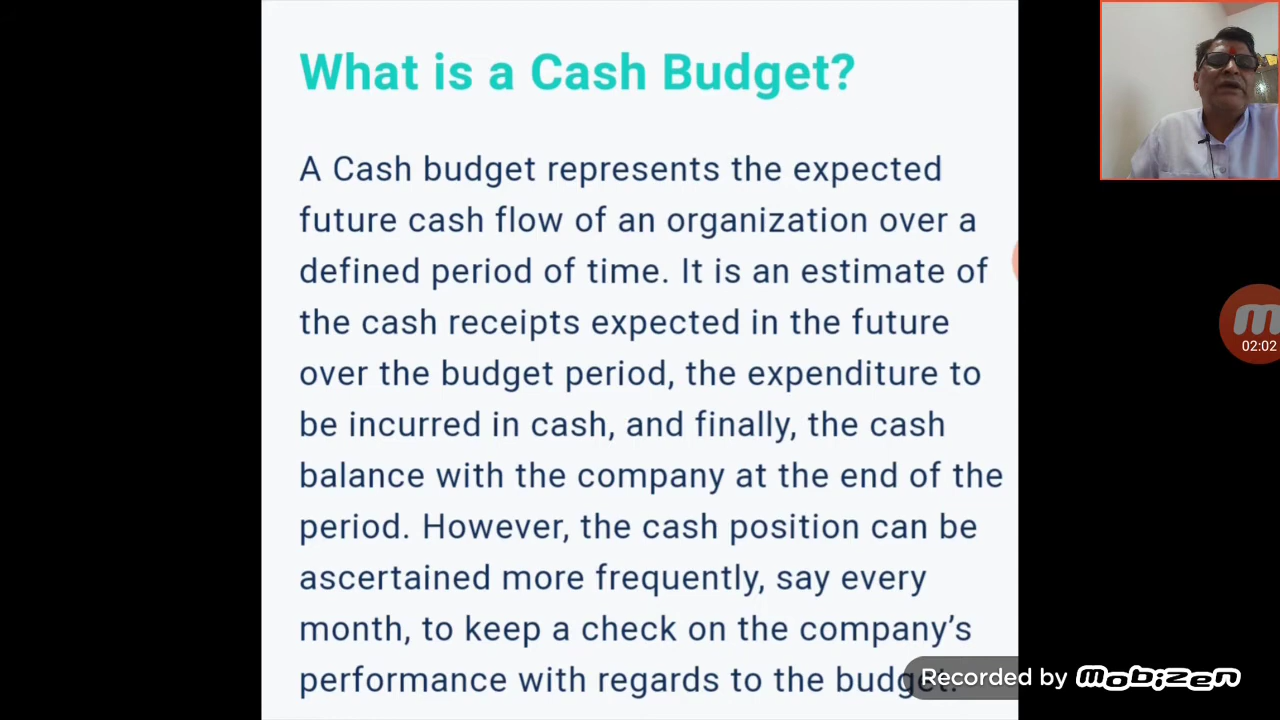 What is a Cash Budget?
A Cash budget represents the expected
future cash flow of an organization over a
defined period of time. It is an estimate of
the cash receipts expected in the future
over the budget period, the expenditure to
be incurred in cash, and finally, the cash
balance with the company at the end of the
period. However, the cash position can be
ascertained more frequently, say every
month, to keep a check on the company’s
performance with regards to the budget.
02:02
Recorded by mobizen